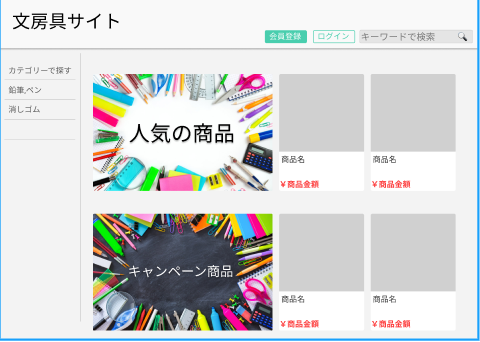 文房具サイト
会員登録
ログイン
キーワードで検索
カテゴリーで探す
鉛筆,ペン
消しゴム
人気の商品
商品名
￥商品金額
商品名
￥商品金額
キャンペーン商品
商品名
￥商品金額
商品名
￥商品金額